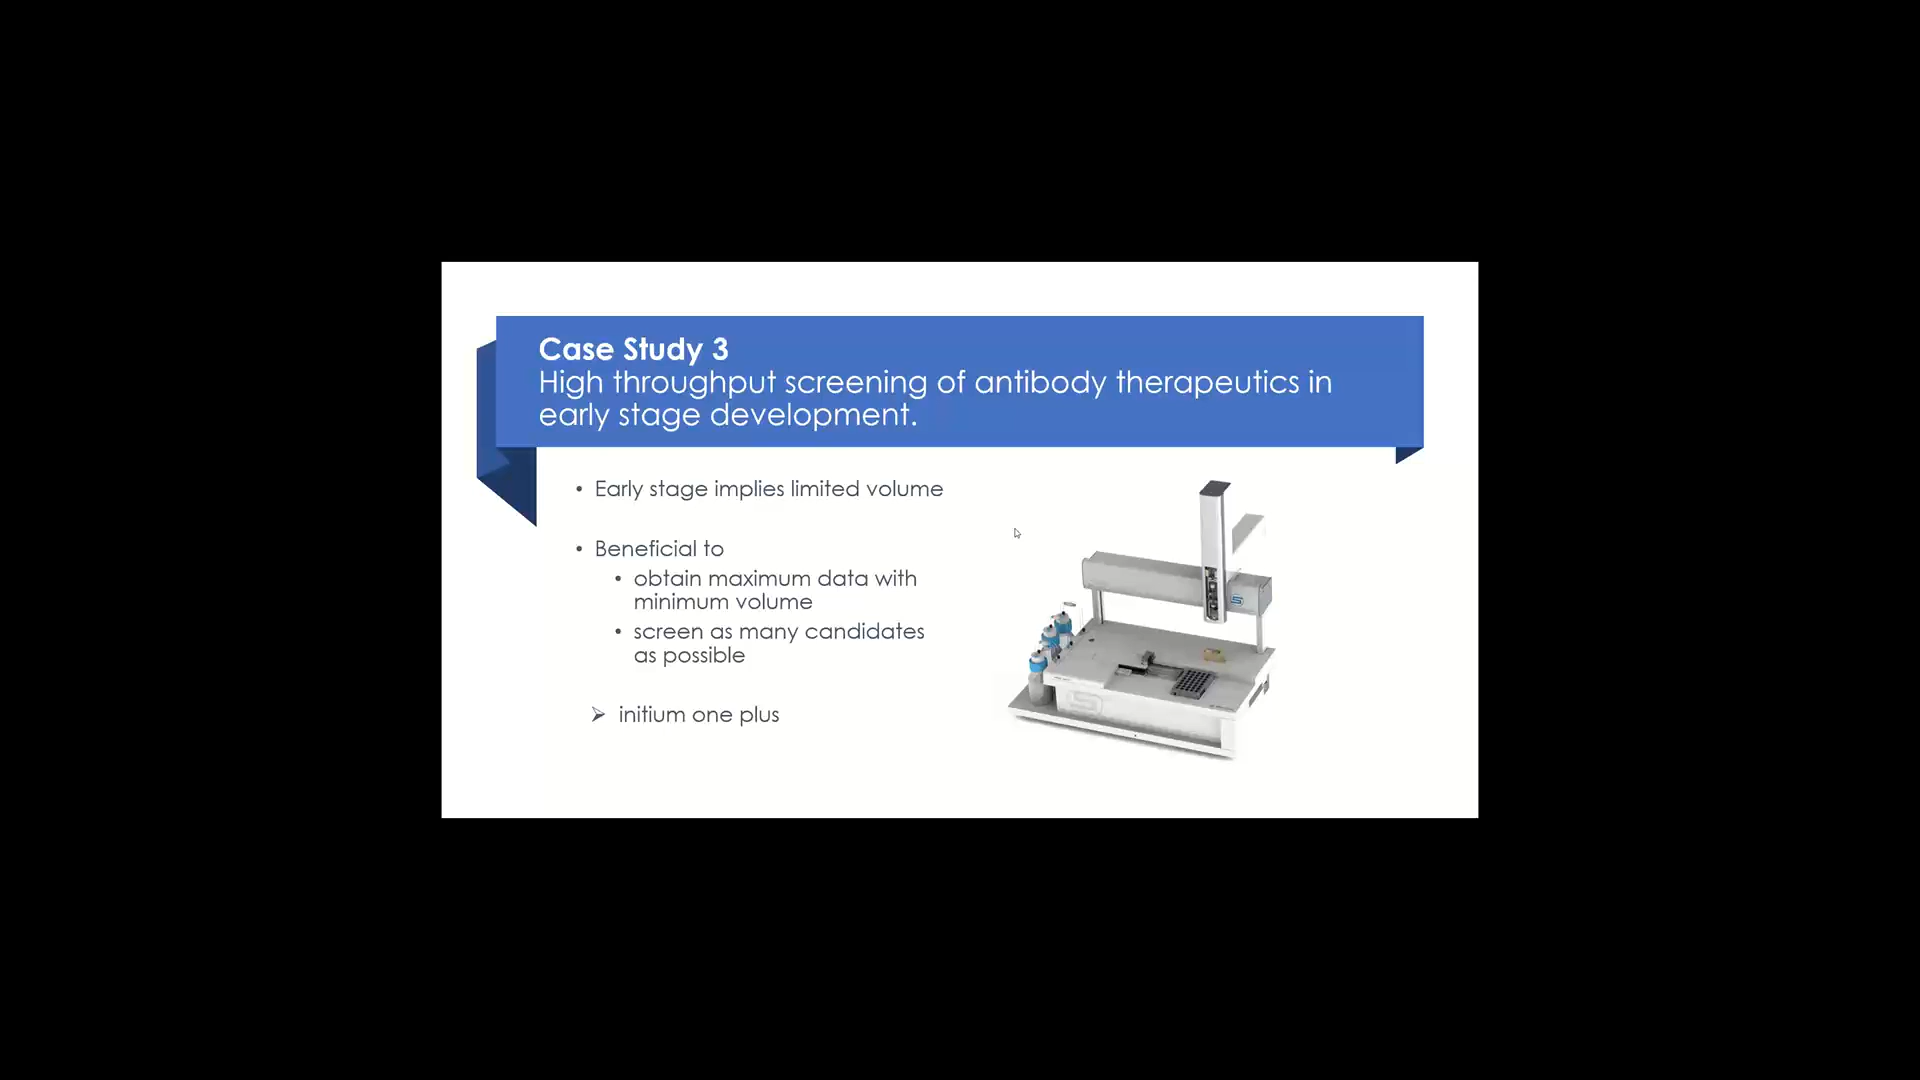 Case Study 3
High throughput screening of antibody therapeutics in
early stage development.
• Early stage implies limited volume
• Beneficial to
• obtain maximum data with
minimum volume
• screen as many candidates
as possible
➢ initium one plus